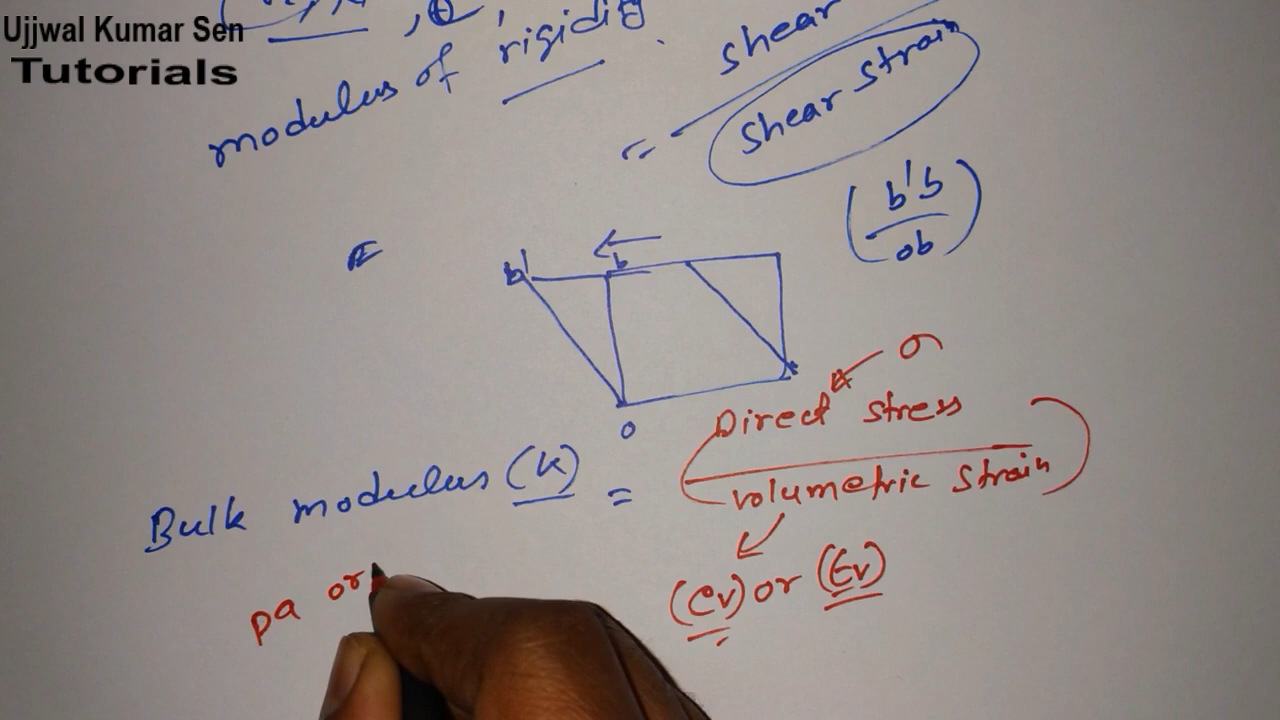 Ujjwal Kumar Sen
Tutorials
modulus of rigidity
= shear
shear strain
(b'b / ob)
E
b' b
o
σ
Bulk modulus (K) = (Direct stress / volumetric strain)
(ev) or (Ev)
pa or